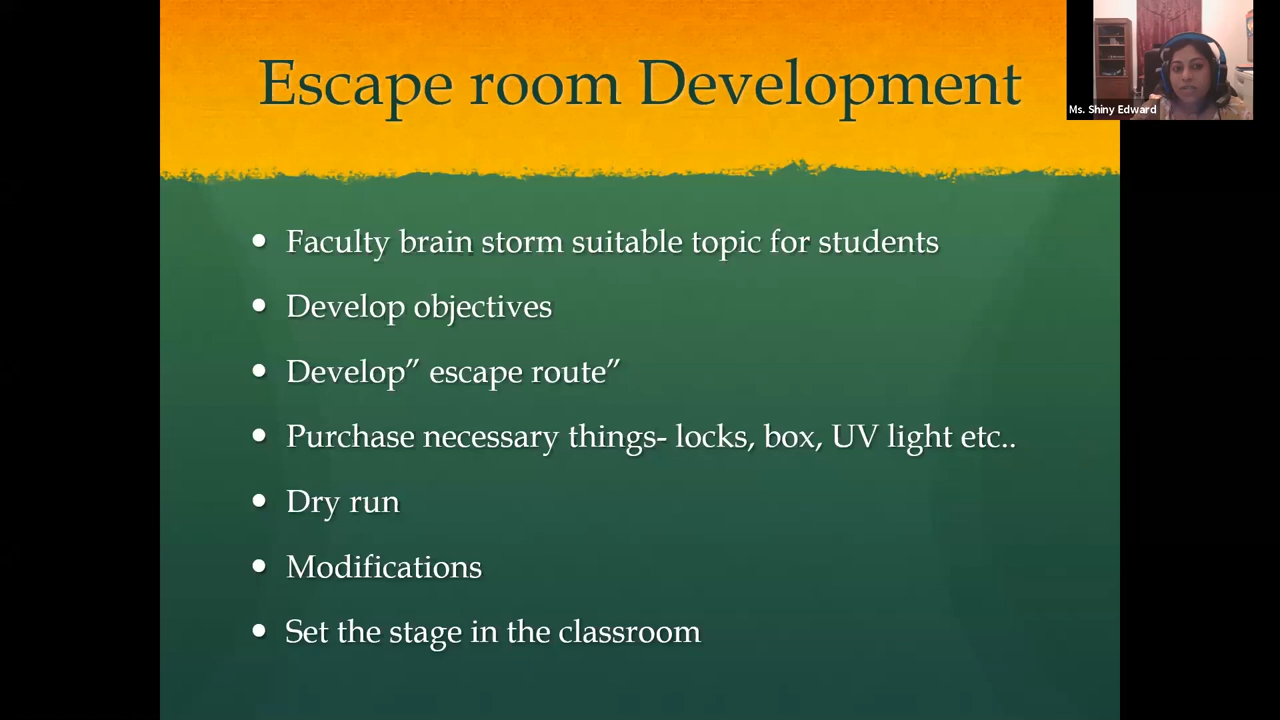 Escape room Development
Ms. Shiny Edward
• Faculty brain storm suitable topic for students
• Develop objectives
• Develop” escape route”
• Purchase necessary things- locks, box, UV light etc..
• Dry run
• Modifications
• Set the stage in the classroom